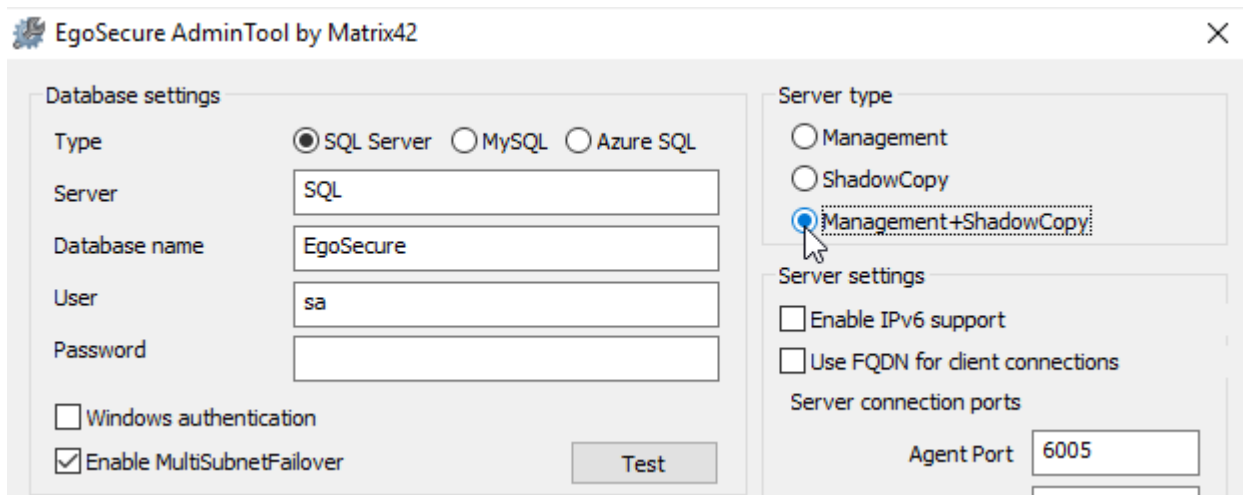 EgoSecure AdminTool by Matrix42
Database settings
Type
SQL Server
MySQL
Azure SQL
Server
SQL
Database name
EgoSecure
User
sa
Password
Windows authentication
Enable MultiSubnetFailover
Test
Server type
Management
ShadowCopy
Management+ShadowCopy
Server settings
Enable IPv6 support
Use FQDN for client connections
Server connection ports
Agent Port
6005